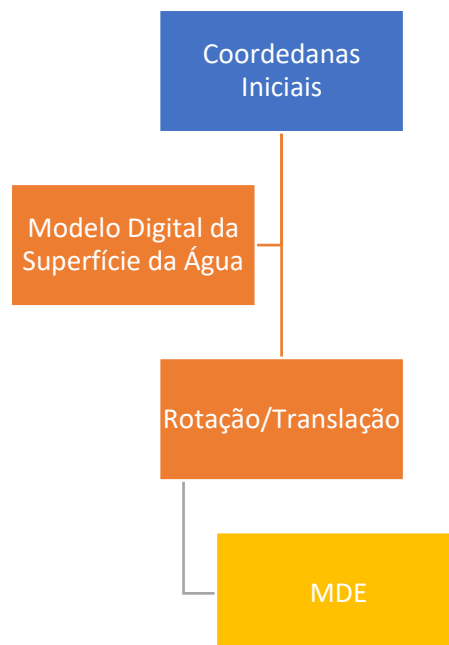 Coordedanas
Iniciais
Modelo Digital da
Superfície da Água
Rotação/Translação
MDE